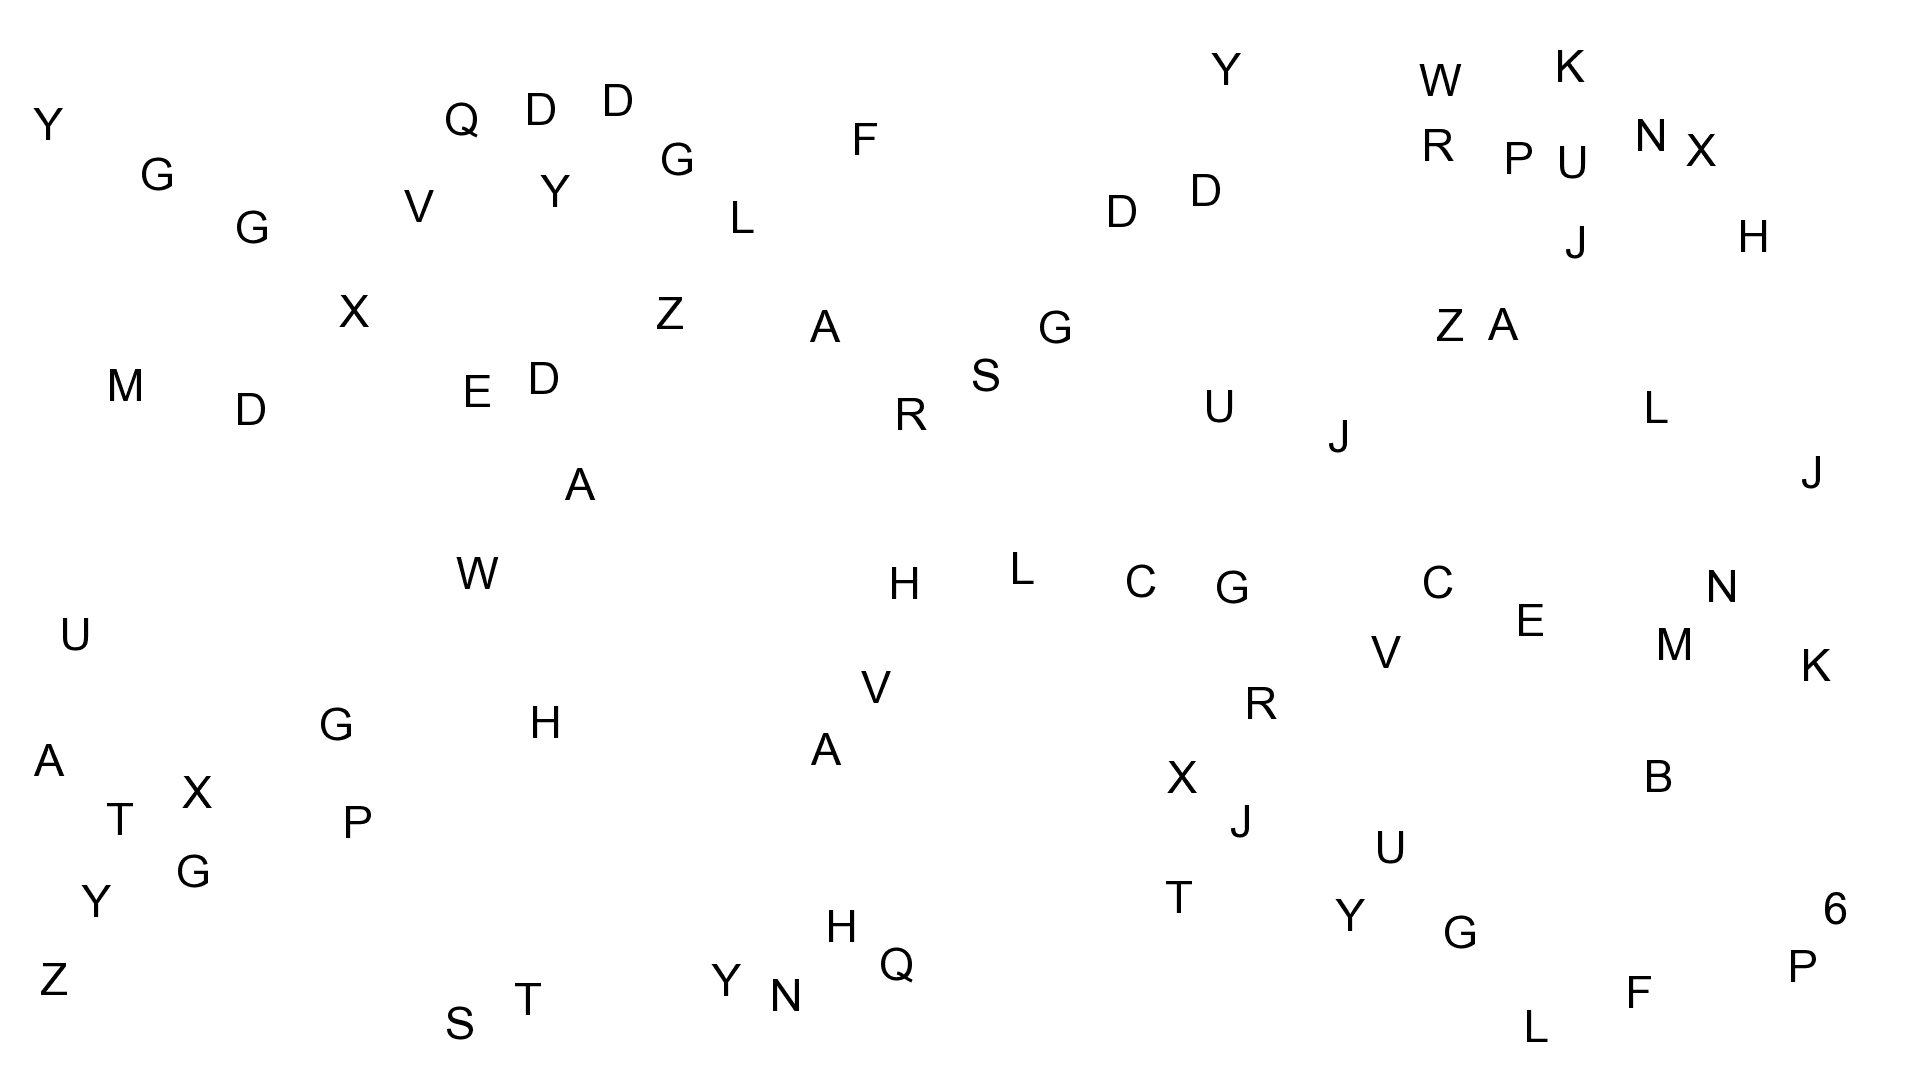 Y W K
Q D D
Y G F R P U N X
G V Y L D D J H
X Z A G Z A
M D E D R S U J L
A J
W H L C G C E N
U V R V M K
G H A X B
A T X P J U
Y G T Y G 6
Z S T Y N H Q L F P